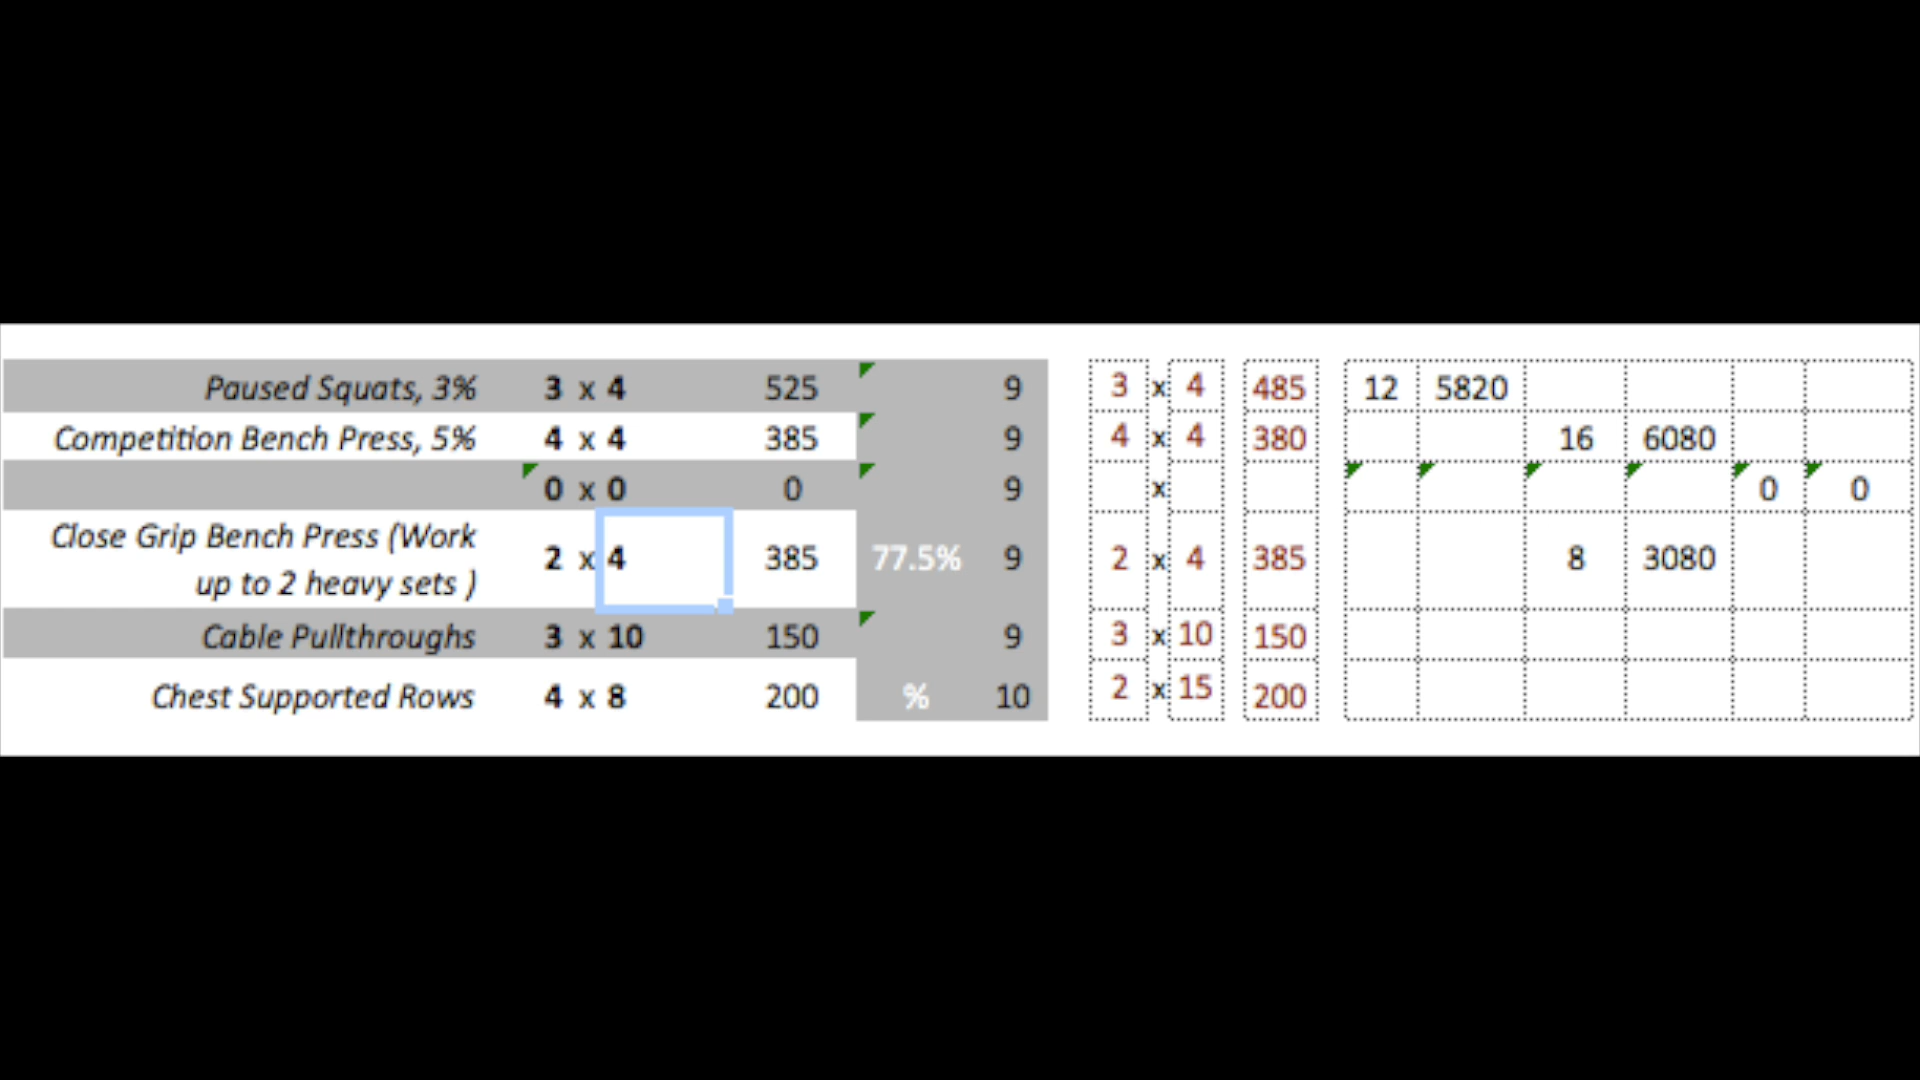 Paused Squats, 3% 3 x 4 525 9 3 x 4 485 12 5820
Competition Bench Press, 5% 4 x 4 385 9 4 x 4 380 16 6080
0 x 0 0 9 x 0 0
Close Grip Bench Press (Work
up to 2 heavy sets ) 2 x 4 385 77.5% 9 2 x 4 385 8 3080
Cable Pullthroughs 3 x 10 150 9 3 x 10 150
Chest Supported Rows 4 x 8 200 % 10 2 x 15 200